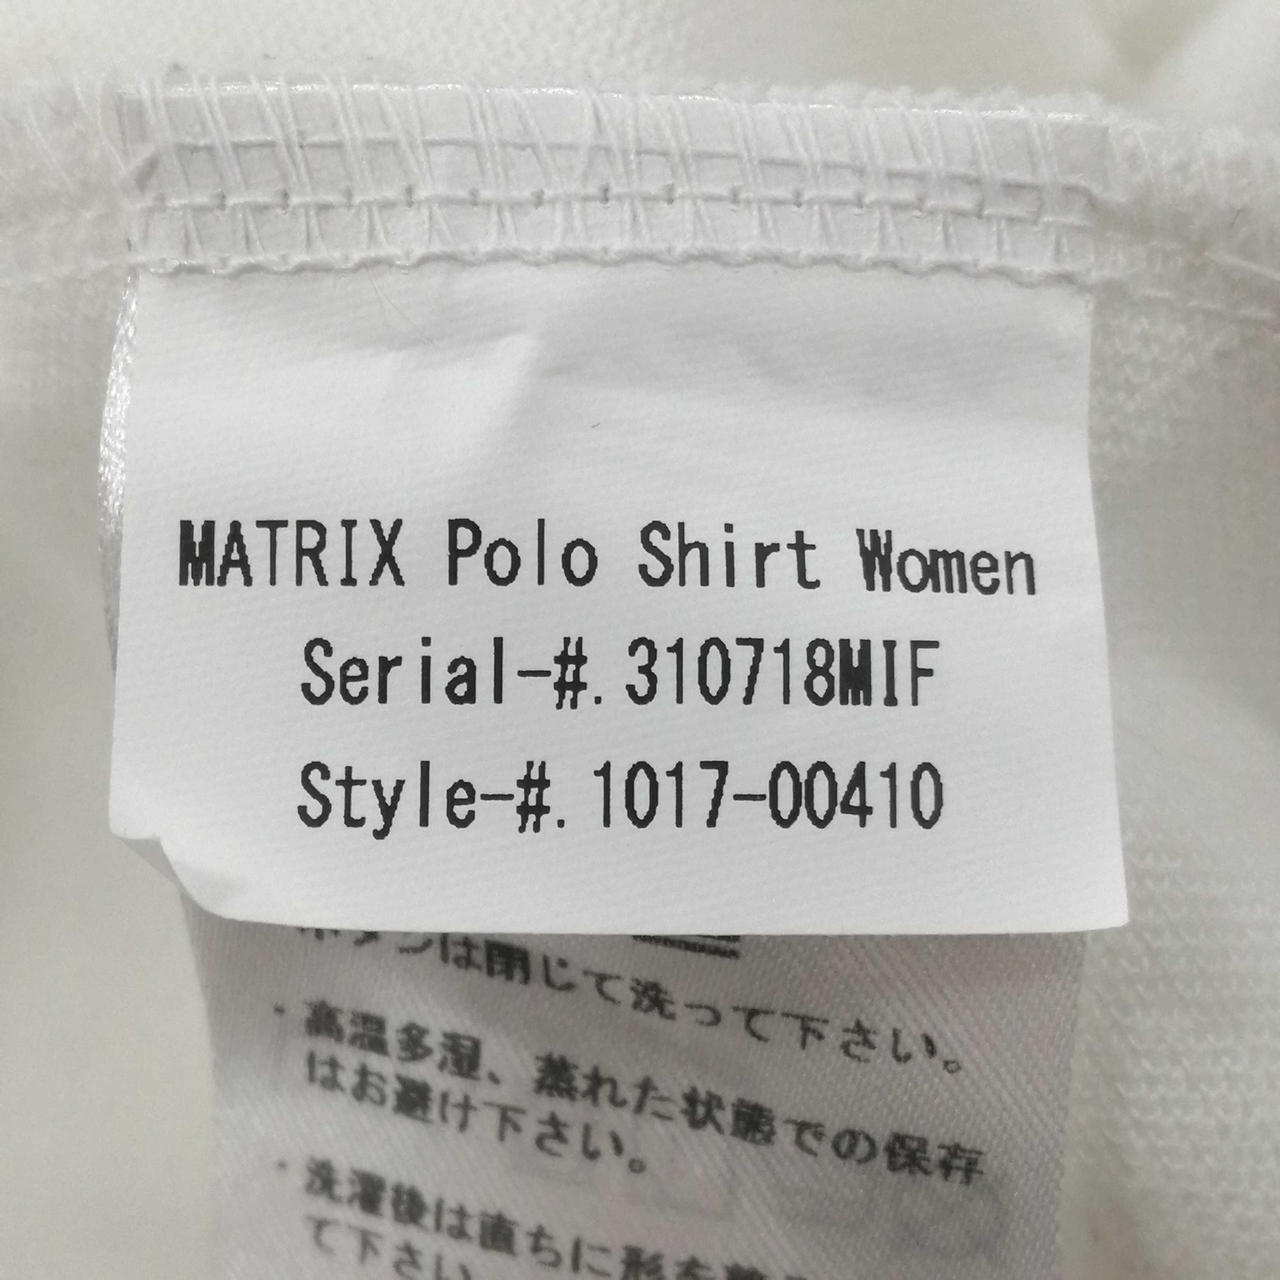 MATRIX Polo Shirt Women
Serial-#. 310718MIF
Style-#. 1017-00410
ボタンは閉じて洗って下さい。
・高温多湿、蒸れた状態での保存
はお避け下さい。
・洗濯後は直ちに形を整え
て下さい。